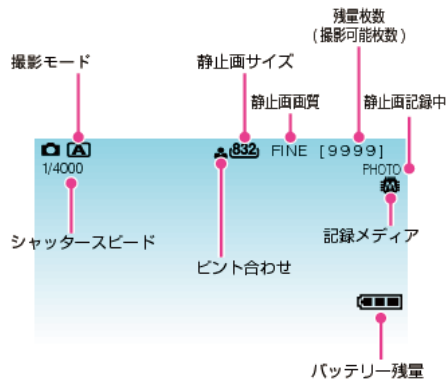 残量枚数
(撮影可能枚数)
撮影モード
静止画サイズ
静止画画質
静止画記録中
A
832
FINE
[9999]
1/4000
PHOTO
M
シャッタースピード
ピント合わせ
記録メディア
バッテリー残量